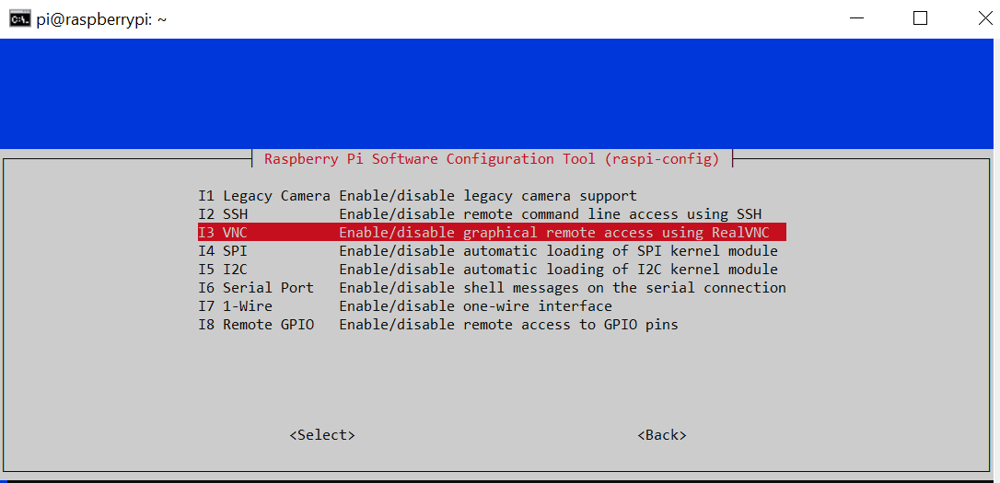 pi@raspberrypi: ~
Raspberry Pi Software Configuration Tool (raspi-config)
I1 Legacy Camera Enable/disable legacy camera support
I2 SSH Enable/disable remote command line access using SSH
I3 VNC Enable/disable graphical remote access using RealVNC
I4 SPI Enable/disable automatic loading of SPI kernel module
I5 I2C Enable/disable automatic loading of I2C kernel module
I6 Serial Port Enable/disable shell messages on the serial connection
I7 1-Wire Enable/disable one-wire interface
I8 Remote GPIO Enable/disable remote access to GPIO pins
<Select> <Back>